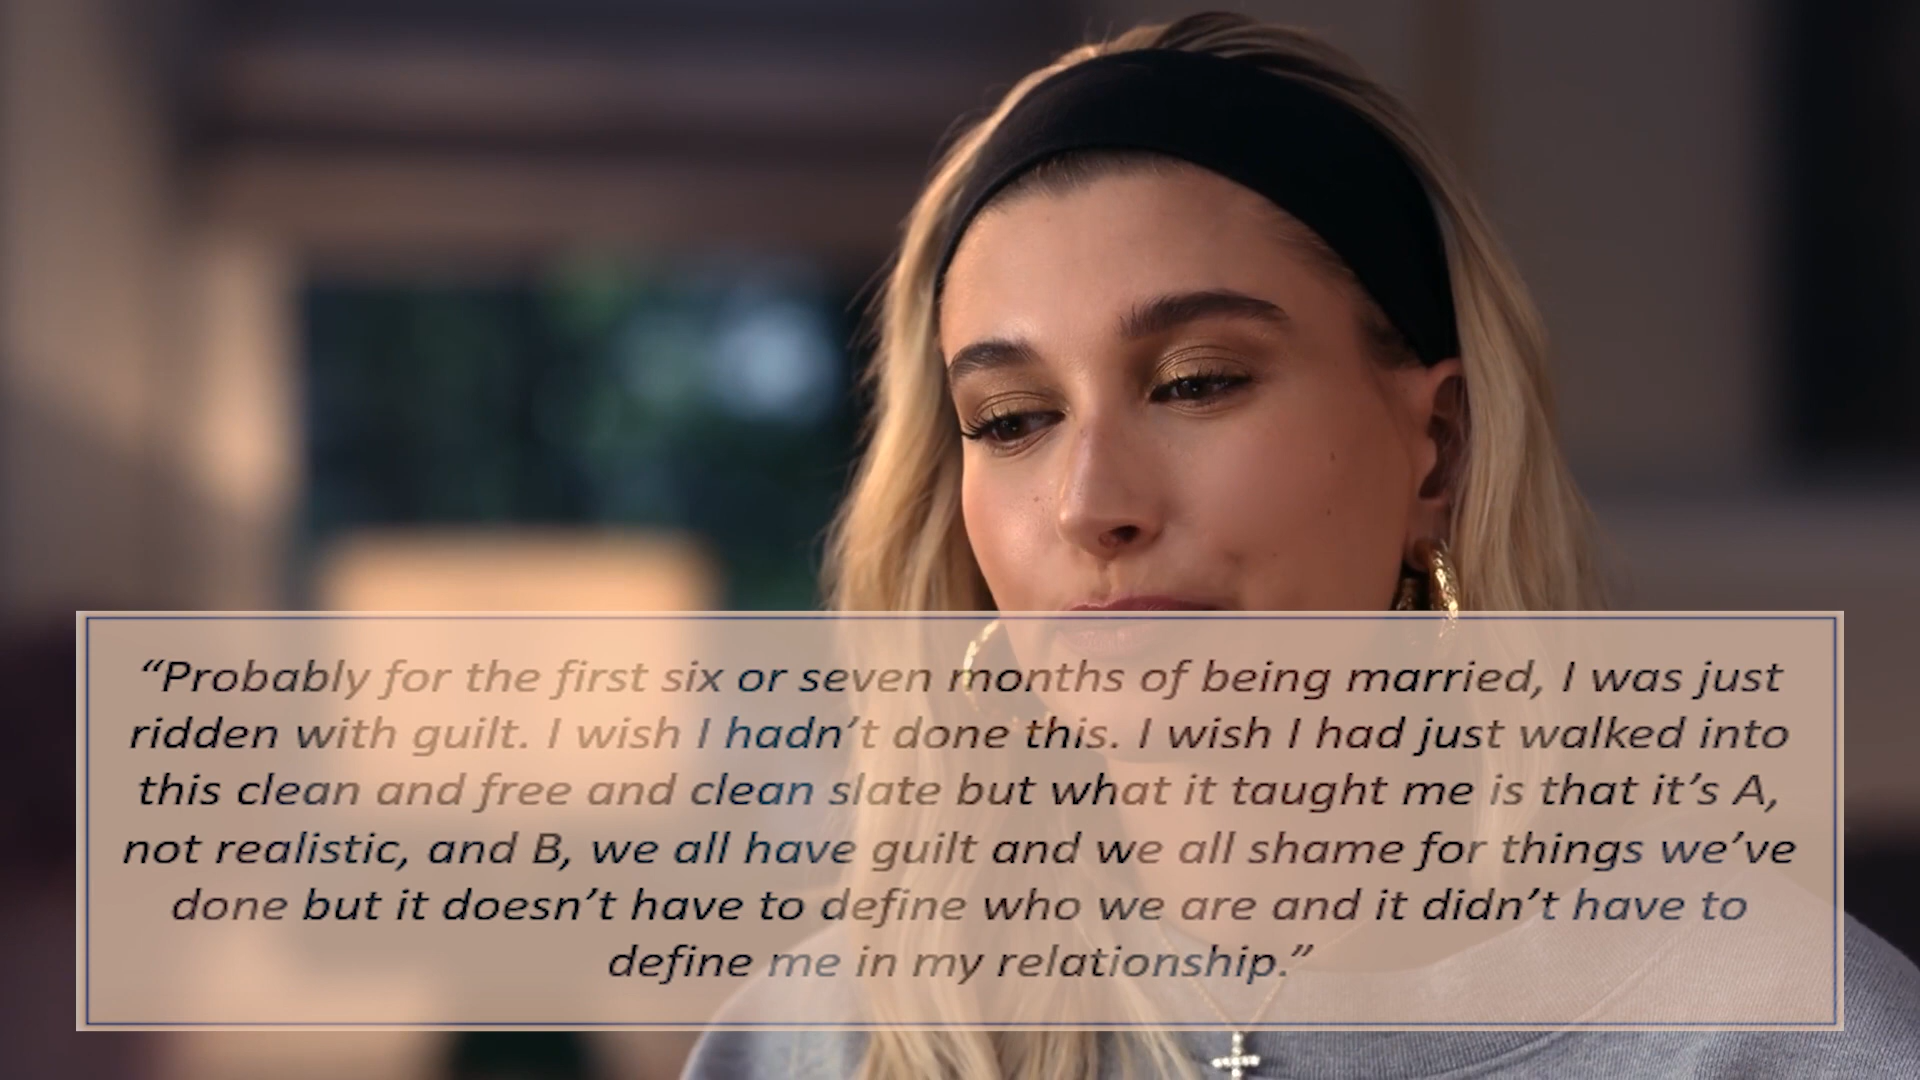 “Probably for the first six or seven months of being married, I was just
ridden with guilt. I wish I hadn’t done this. I wish I had just walked into
this clean and free and clean slate but what it taught me is that it’s A,
not realistic, and B, we all have guilt and we all shame for things we’ve
done but it doesn’t have to define who we are and it didn’t have to
define me in my relationship.”